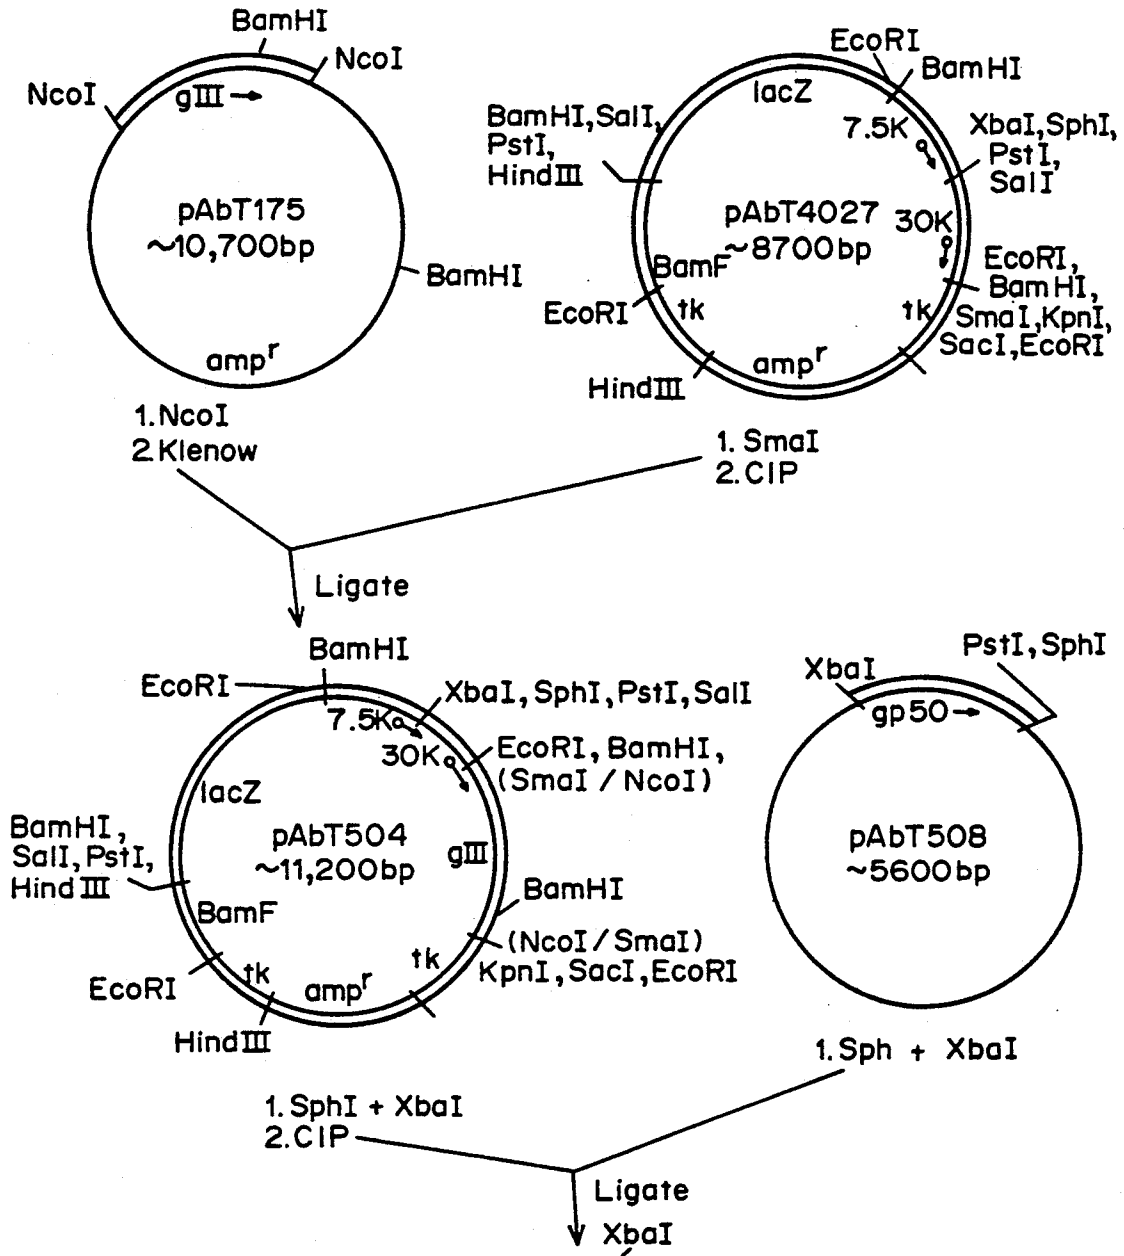 BamHI
NcoI
NcoI
gIII →
pAbT175
~10,700bp
BamHI
ampʳ
1.NcoI
2.Klenow
EcoRI
BamHI
lacZ
7.5K
BamHI,SalI,
PstI,
HindIII
XbaI,SphI,
PstI,
SalI
pAbT4027
~8700bp
30K
BamF
EcoRI
tk
EcoRI,
BamHI,
SmaI,KpnI,
SacI,EcoRI
tk
ampʳ
HindIII
1. SmaI
2. CIP
Ligate
BamHI
EcoRI
XbaI,SphI,PstI,SalI
7.5K
30K
EcoRI, BamHI,
(SmaI / NcoI)
lacZ
BamHI,
SalI,PstI,
HindIII
pAbT504
~11,200bp
gIII
BamHI
BamF
(NcoI/SmaI)
KpnI,SacI,EcoRI
EcoRI
tk
ampʳ
tk
HindIII
PstI,SphI
XbaI
gp50 →
pAbT508
~5600bp
1. Sph + XbaI
1. SphI + XbaI
2. CIP
Ligate
XbaI